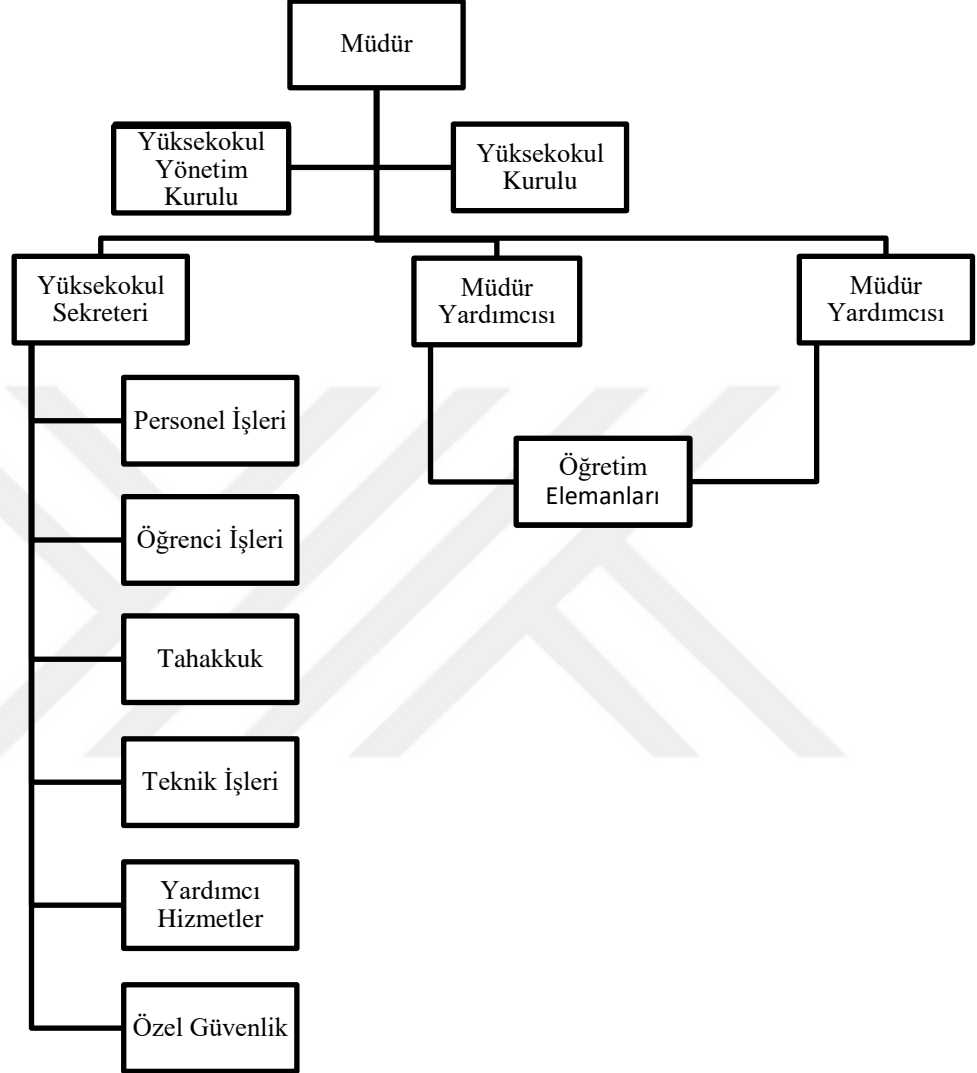 Müdür
Yüksekokul
Yönetim
Kurulu
Yüksekokul
Kurulu
Yüksekokul
Sekreteri
Müdür
Yardımcısı
Müdür
Yardımcısı
Personel İşleri
Öğretim
Elemanları
Öğrenci İşleri
Tahakkuk
Teknik İşleri
Yardımcı
Hizmetler
Özel Güvenlik